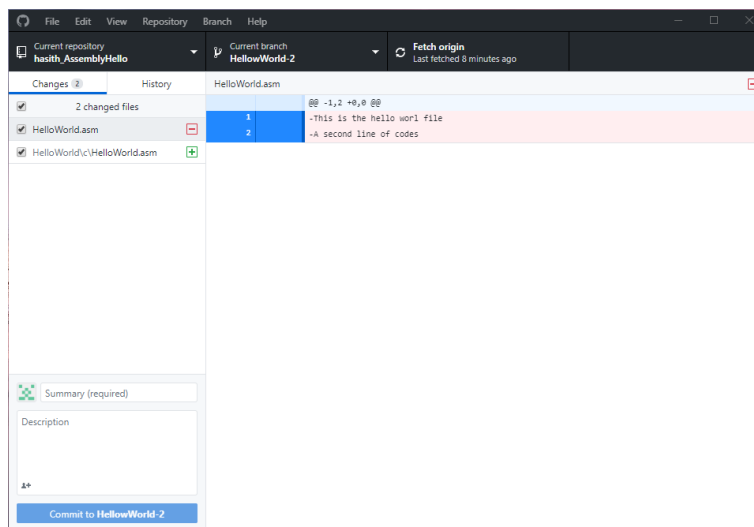 File Edit View Repository Branch Help
Current repository
hasith_AssemblyHello
Current branch
HellowWorld-2
Fetch origin
Last fetched 8 minutes ago
Changes 2 History
HelloWorld.asm
2 changed files
@@ -1,2 +0,0 @@
HelloWorld.asm
1 -This is the hello worl file
HelloWorld\c\HelloWorld.asm
2 -A second line of codes
Summary (required)
Description
Commit to HellowWorld-2